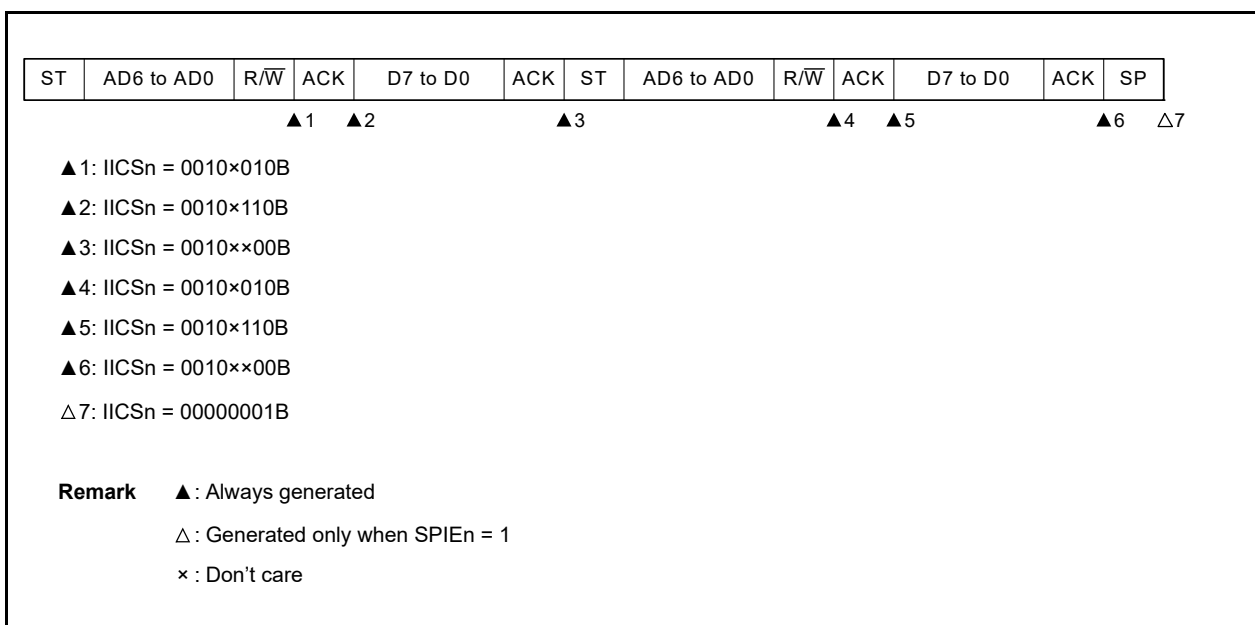 ST AD6 to AD0 R/W̅ ACK D7 to D0 ACK ST AD6 to AD0 R/W̅ ACK D7 to D0 ACK SP
▲1 ▲2 ▲3 ▲4 ▲5 ▲6 △7
▲1: IICSn = 0010×010B
▲2: IICSn = 0010×110B
▲3: IICSn = 0010××00B
▲4: IICSn = 0010×010B
▲5: IICSn = 0010×110B
▲6: IICSn = 0010××00B
△7: IICSn = 00000001B
Remark ▲: Always generated
△: Generated only when SPIEn = 1
×: Don’t care